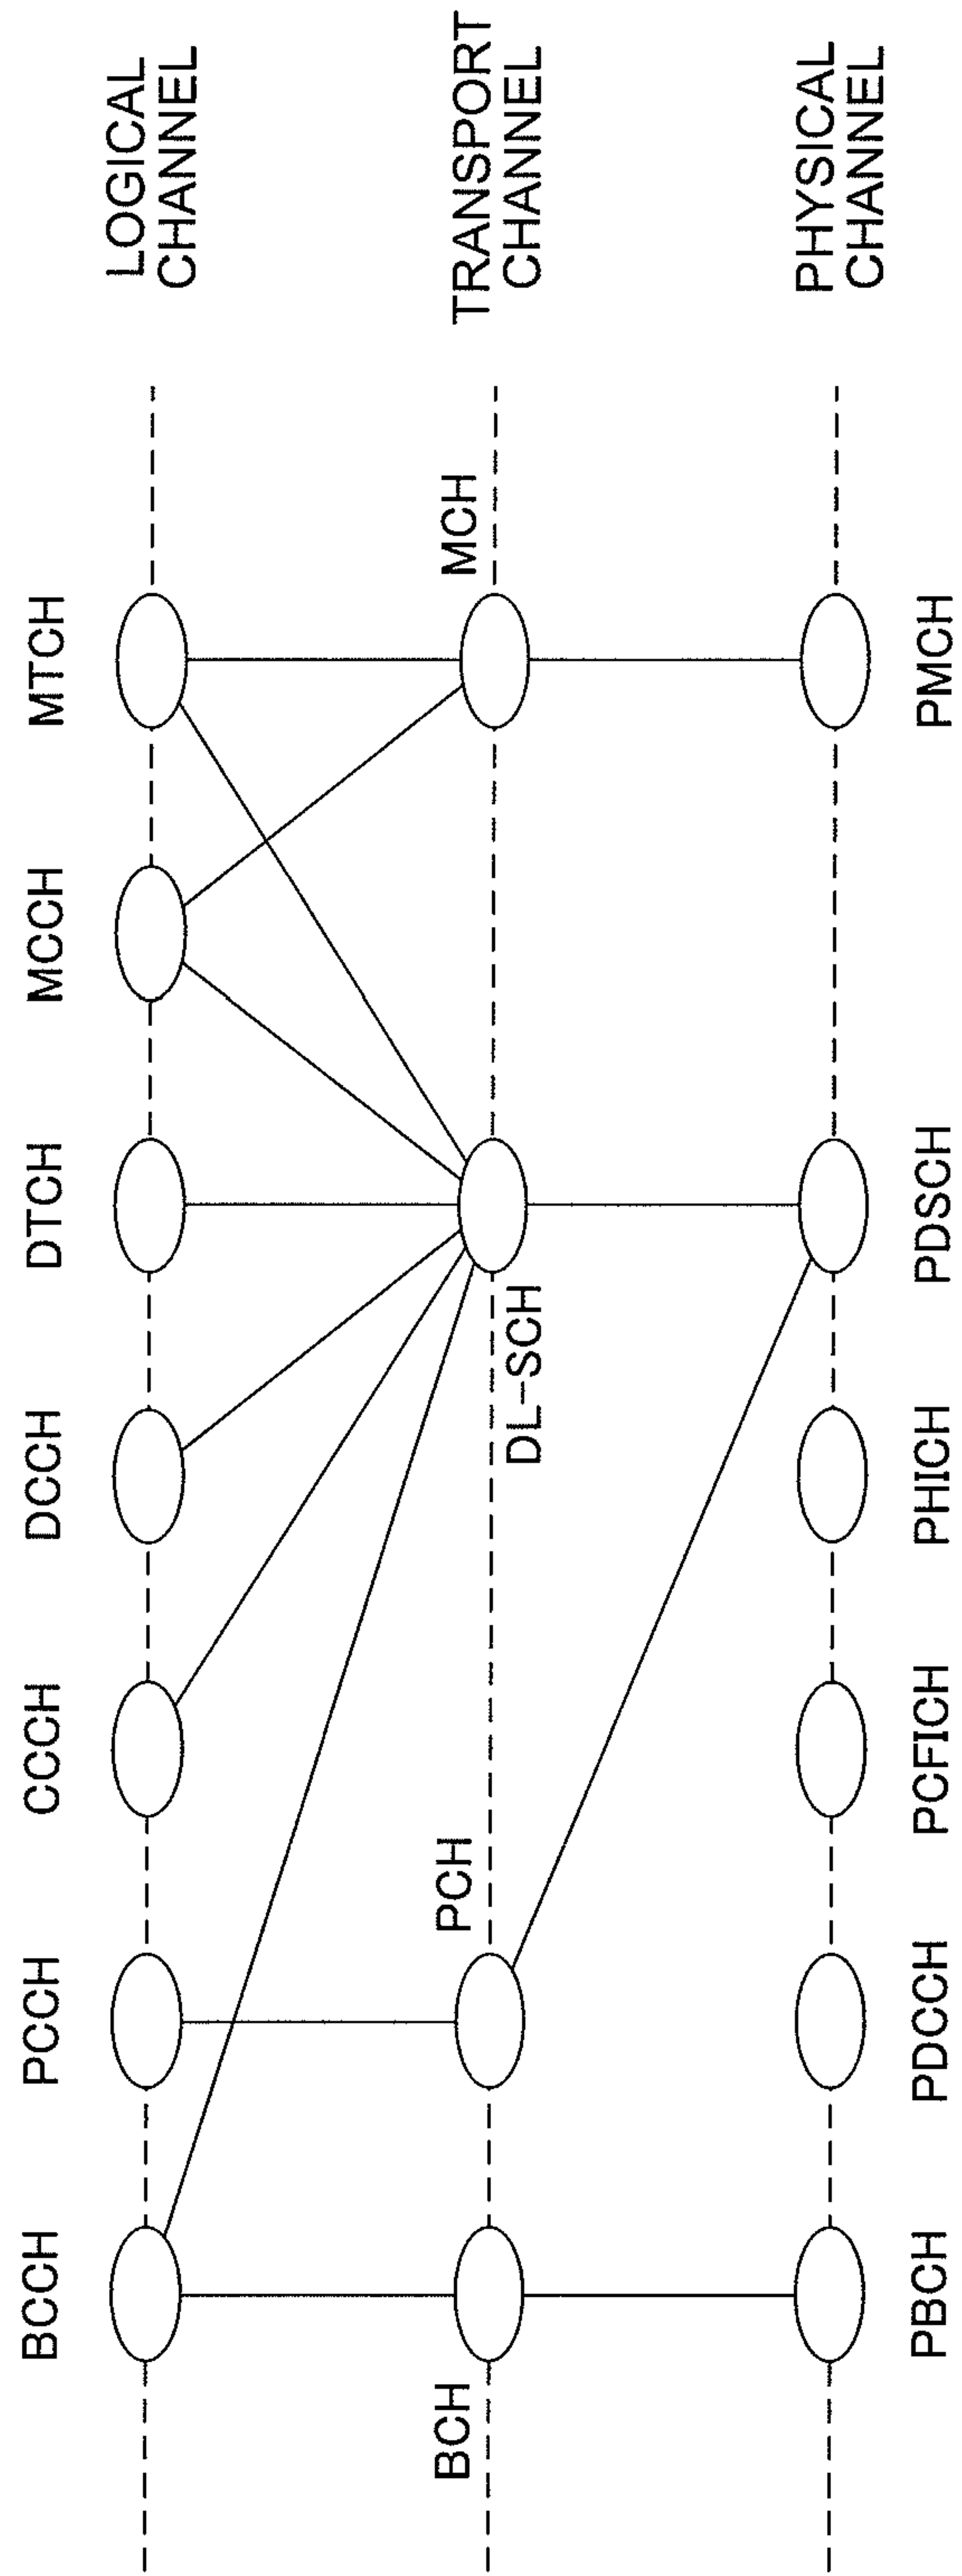 BCCH
PCCH
CCCH
DCCH
DTCH
MCCH
MTCH
LOGICAL
CHANNEL
BCH
PCH
DL-SCH
MCH
TRANSPORT
CHANNEL
PBCH
PDCCH
PCFICH
PHICH
PDSCH
PMCH
PHYSICAL
CHANNEL